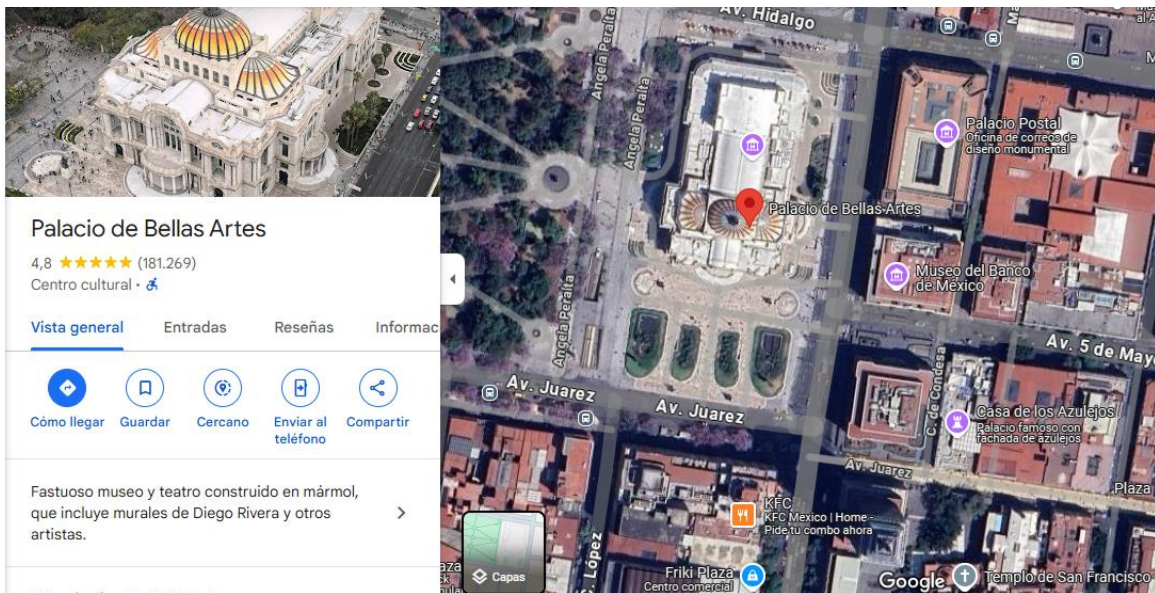 Palacio de Bellas Artes
4,8 ★★★★★ (181.269)
Centro cultural ·
Vista general Entradas Reseñas Informac
Cómo llegar
Guardar
Cercano
Enviar al
teléfono
Compartir
Fastuoso museo y teatro construido en mármol,
que incluye murales de Diego Rivera y otros
artistas.
Av. Hidalgo
Angela Peralta
Angela Peralta
Angela Peralta
Palacio Postal
Oficina de correos de
diseño monumental
Palacio de Bellas Artes
Museo del Banco
de México
Av. 5 de Mayo
Av. Juarez
Av. Juarez
C. de Condesa
Casa de los Azulejos
Palacio famoso con
fachada de azulejos
Av. Juarez
Plaza
KFC
KFC Mexico | Home -
Pide tu combo ahora
López
Friki Plaza
Centro comercial
Capas
Google
Templo de San Francisco